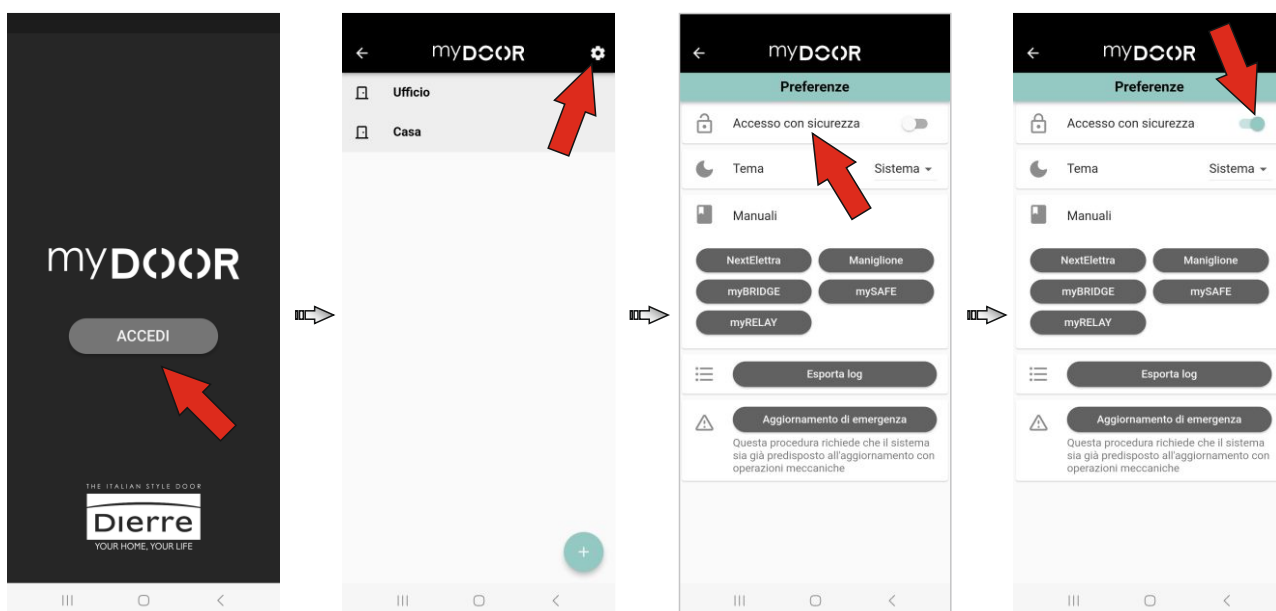 myDOOR
ACCEDI
THE ITALIAN STYLE DOOR
Dierre
YOUR HOME, YOUR LIFE
myDOOR
Ufficio
Casa
myDOOR
Preferenze
Accesso con sicurezza
Tema
Sistema
Manuali
NextElettra
Maniglione
myBRIDGE
mySAFE
myRELAY
Esporta log
Aggiornamento di emergenza
Questa procedura richiede che il sistema
sia già predisposto all'aggiornamento con
operazioni meccaniche
myDOOR
Preferenze
Accesso con sicurezza
Tema
Sistema
Manuali
NextElettra
Maniglione
myBRIDGE
mySAFE
myRELAY
Esporta log
Aggiornamento di emergenza
Questa procedura richiede che il sistema
sia già predisposto all'aggiornamento con
operazioni meccaniche